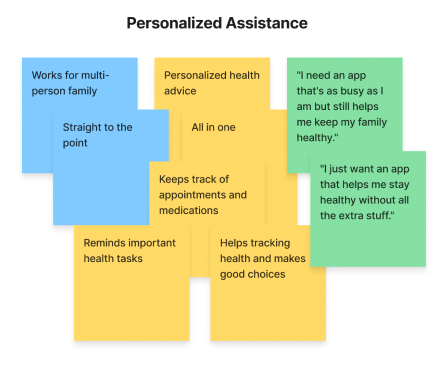 Personalized Assistance
Works for multi-
person family
Personalized health
advice
"I need an app
that's as busy as I
am but still helps
me keep my family
healthy."
Straight to the
point
All in one
"I just want an app
that helps me stay
healthy without all
the extra stuff."
Keeps track of
appointments and
medications
Reminds important
health tasks
Helps tracking
health and makes
good choices